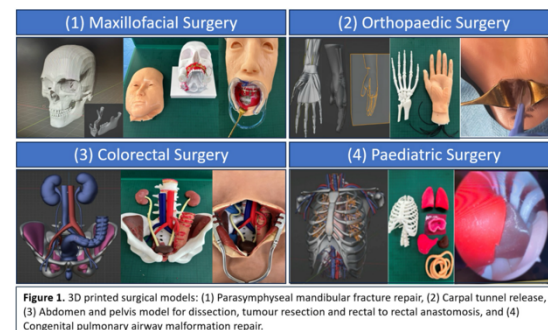 (1) Maxillofacial Surgery
(2) Orthopaedic Surgery
(3) Colorectal Surgery
(4) Paediatric Surgery
Figure 1. 3D printed surgical models: (1) Parasymphyseal mandibular fracture repair, (2) Carpal tunnel release,
(3) Abdomen and pelvis model for dissection, tumour resection and rectal to rectal anastomosis, and (4)
Congenital pulmonary airway malformation repair.